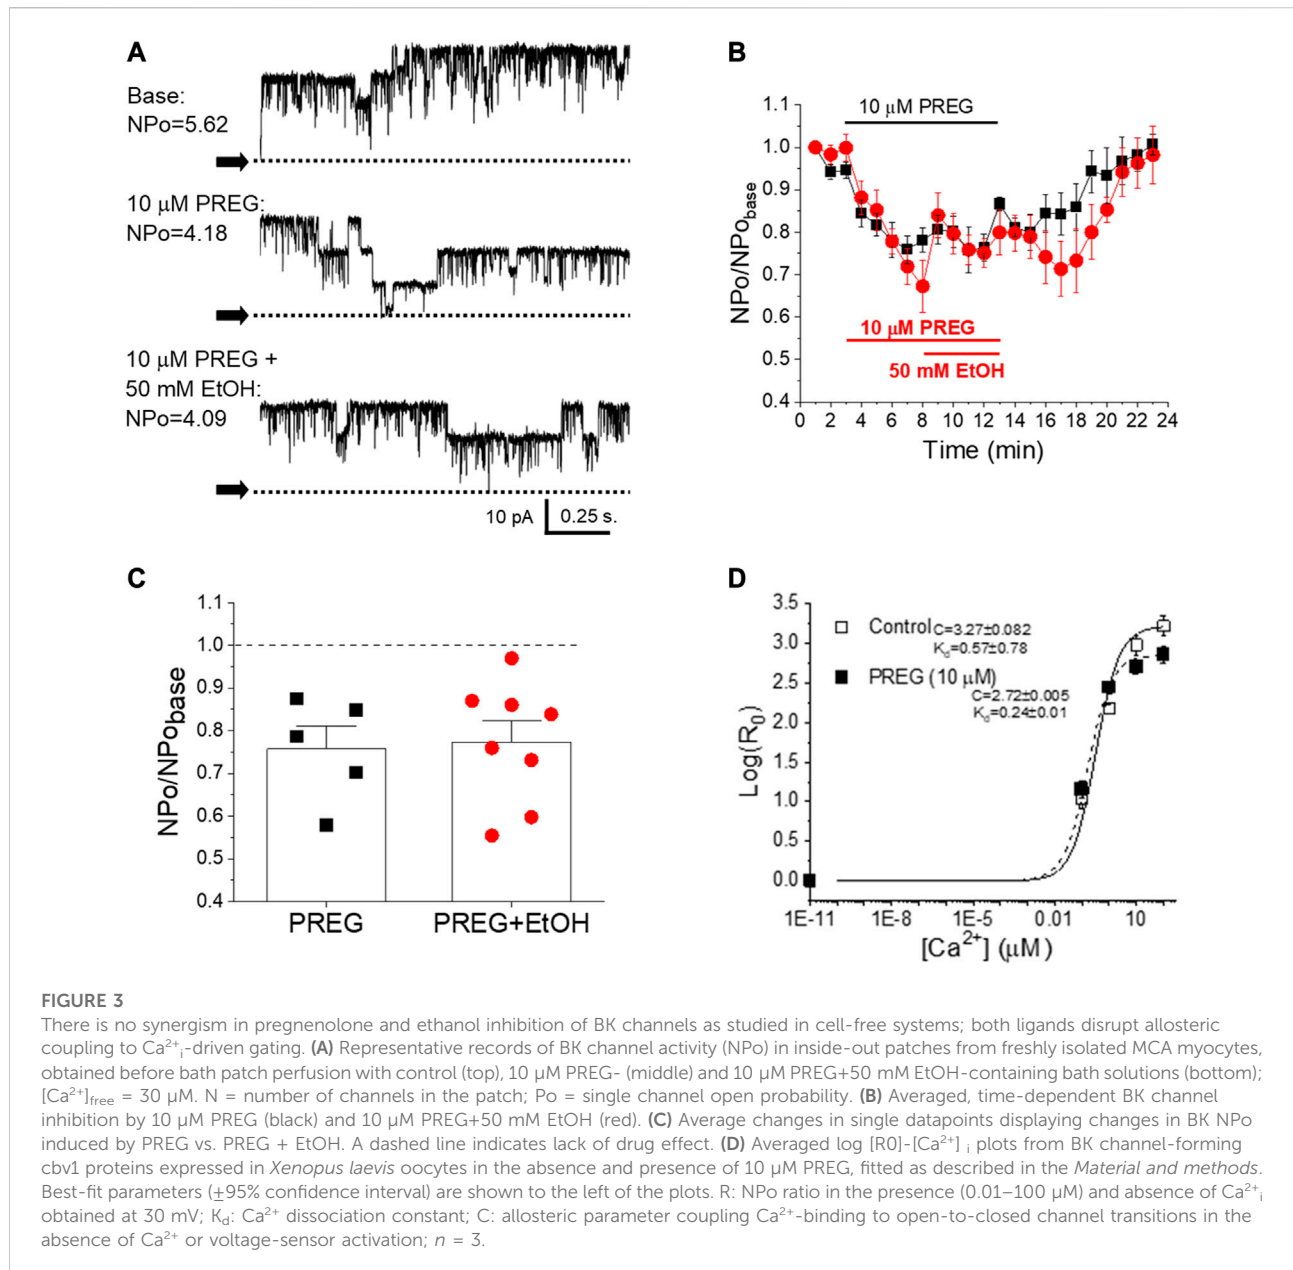 A
Base:
NPo=5.62
10 µM PREG:
NPo=4.18
10 µM PREG +
50 mM EtOH:
NPo=4.09
10 pA
0.25 s.
B
NPo/NPobase
1.1
1.0
0.9
0.8
0.7
0.6
0.5
0.4
10 µM PREG
10 µM PREG
50 mM EtOH
0 2 4 6 8 10 12 14 16 18 20 22 24
Time (min)
C
NPo/NPobase
1.1
1.0
0.9
0.8
0.7
0.6
0.5
0.4
PREG
PREG+EtOH
D
Log(R0)
3.5
3.0
2.5
2.0
1.5
1.0
0.5
0.0
Control C=3.27±0.082
Kd=0.57±0.78
PREG (10 µM)
C=2.72±0.005
Kd=0.24±0.01
1E-11 1E-8 1E-5 0.01 10
[Ca2+] (µM)
FIGURE 3
There is no synergism in pregnenolone and ethanol inhibition of BK channels as studied in cell-free systems; both ligands disrupt allosteric
coupling to Ca2+i-driven gating. (A) Representative records of BK channel activity (NPo) in inside-out patches from freshly isolated MCA myocytes,
obtained before bath patch perfusion with control (top), 10 µM PREG- (middle) and 10 µM PREG+50 mM EtOH-containing bath solutions (bottom);
[Ca2+]free = 30 µM. N = number of channels in the patch; Po = single channel open probability. (B) Averaged, time-dependent BK channel
inhibition by 10 µM PREG (black) and 10 µM PREG+50 mM EtOH (red). (C) Average changes in single datapoints displaying changes in BK NPo
induced by PREG vs. PREG + EtOH. A dashed line indicates lack of drug effect. (D) Averaged log [R0]-[Ca2+] i plots from BK channel-forming
cbv1 proteins expressed in Xenopus laevis oocytes in the absence and presence of 10 µM PREG, fitted as described in the Material and methods.
Best-fit parameters (±95% confidence interval) are shown to the left of the plots. R: NPo ratio in the presence (0.01–100 µM) and absence of Ca2+i
obtained at 30 mV; Kd: Ca2+ dissociation constant; C: allosteric parameter coupling Ca2+-binding to open-to-closed channel transitions in the
absence of Ca2+ or voltage-sensor activation; n = 3.